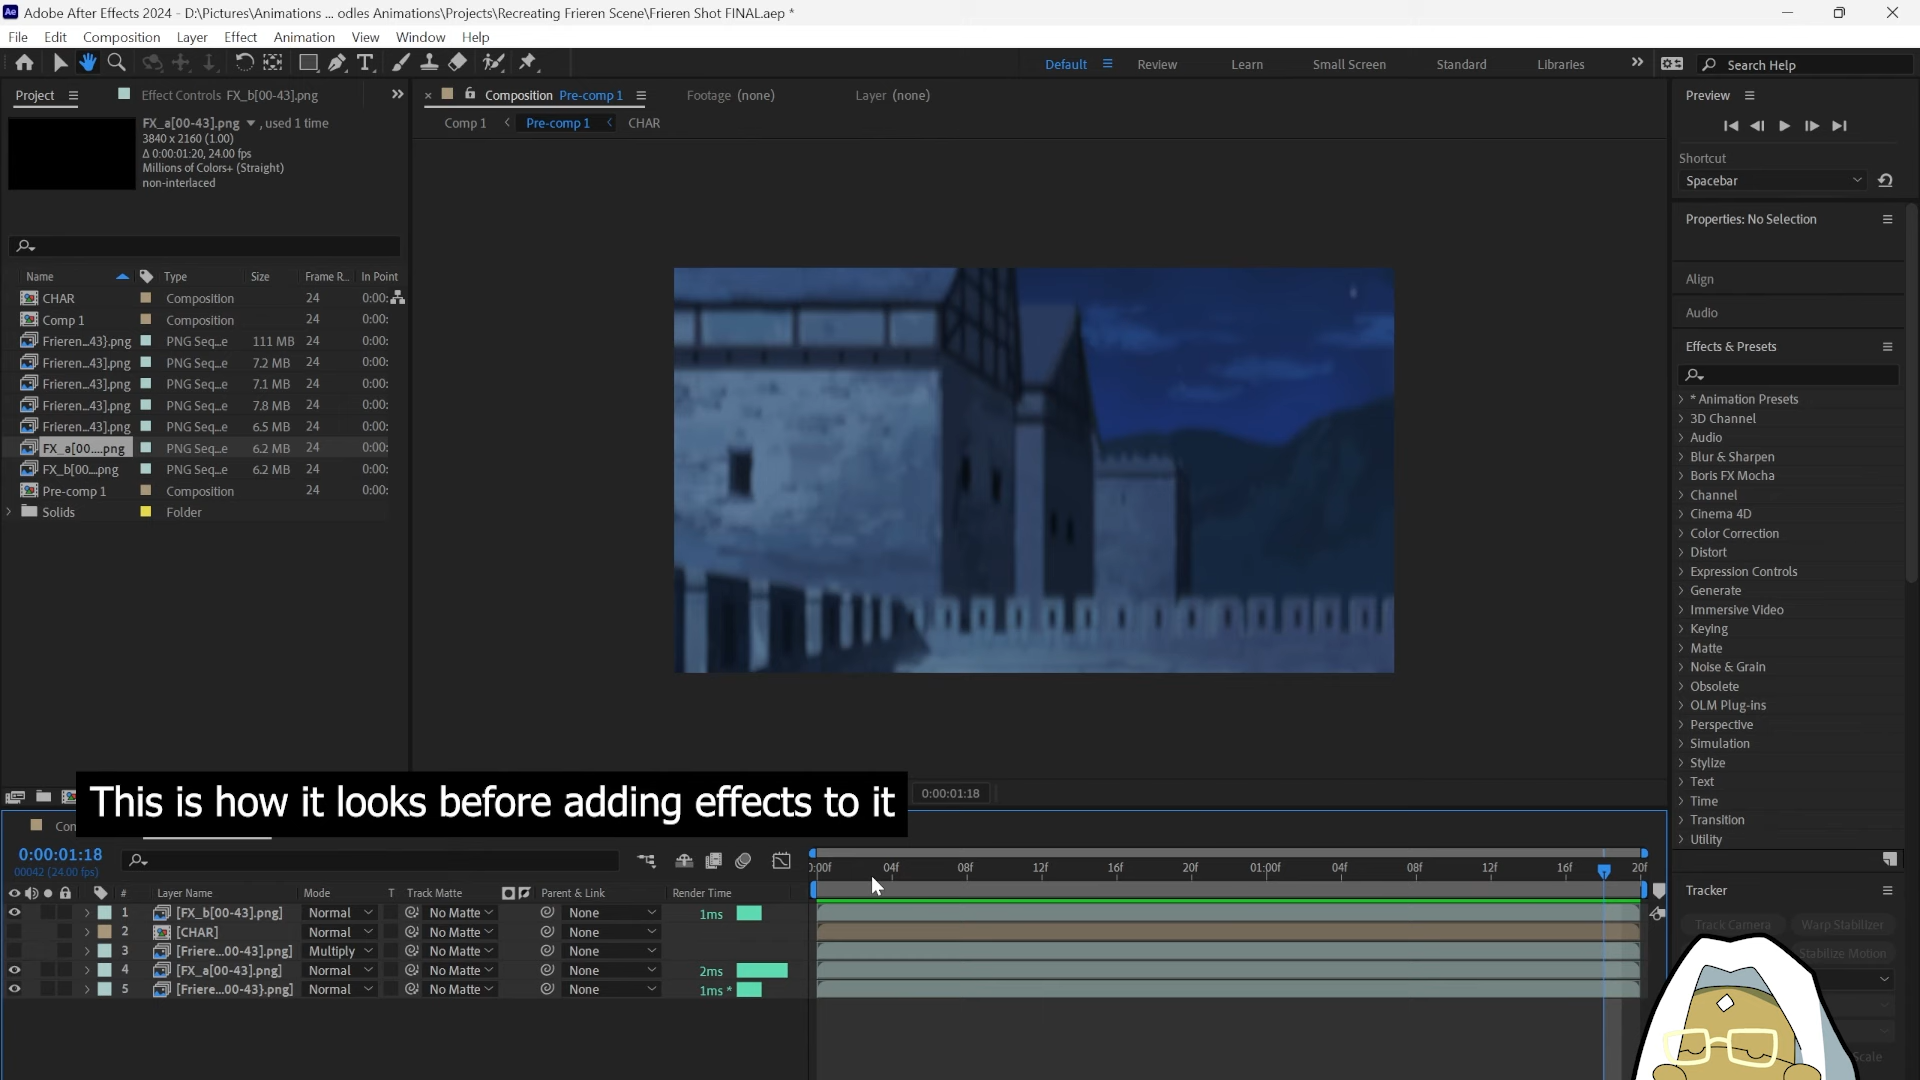 Ae Adobe After Effects 2024 - D:\Pictures\Animations ... odles Animations\Projects\Recreating Frieren Scene\Frieren Shot FINAL.aep *
File Edit Composition Layer Effect Animation View Window Help
Default Review Learn Small Screen Standard Libraries Search Help
Project Effect Controls FX_b[00-43].png
Composition Pre-comp 1 Footage (none) Layer (none)
Comp 1 Pre-comp 1 CHAR
FX_a[00-43].png , used 1 time
3840 x 2160 (1.00)
Δ 0:00:01:20, 24.00 fps
Millions of Colors+ (Straight)
non-interlaced
Name Type Size Frame R... In Point
CHAR Composition 24 0:00:
Comp 1 Composition 24 0:00:
Frieren...43}.png PNG Seq...e 111 MB 24 0:00:
Frieren...43].png PNG Seq...e 7.2 MB 24 0:00:
Frieren...43].png PNG Seq...e 7.1 MB 24 0:00:
Frieren...43].png PNG Seq...e 7.8 MB 24 0:00:
Frieren...43].png PNG Seq...e 6.5 MB 24 0:00:
FX_a[00....png PNG Seq...e 6.2 MB 24 0:00:
FX_b[00....png PNG Seq...e 6.2 MB 24 0:00:
Pre-comp 1 Composition 24 0:00:
Solids Folder
Preview
Shortcut
Spacebar
Properties: No Selection
Align
Audio
Effects & Presets
* Animation Presets
3D Channel
Audio
Blur & Sharpen
Boris FX Mocha
Channel
Cinema 4D
Color Correction
Distort
Expression Controls
Generate
Immersive Video
Keying
Matte
Noise & Grain
Obsolete
OLM Plug-ins
Perspective
Simulation
Stylize
Text
Time
Transition
Utility
Tracker
Track Camera Warp Stabilizer
Stabilize Motion
Scale
This is how it looks before adding effects to it
0:00:01:18
Con
0:00:01:18
00042 (24.00 fps)
):00f 04f 08f 12f 16f 20f 01:00f 04f 08f 12f 16f 20f
# Layer Name Mode T Track Matte Parent & Link Render Time
1 [FX_b[00-43].png] Normal No Matte None 1ms
2 [CHAR] Normal No Matte None
3 [Friere...00-43].png] Multiply No Matte None
4 [FX_a[00-43].png] Normal No Matte None 2ms
5 [Friere...00-43}.png] Normal No Matte None 1ms *